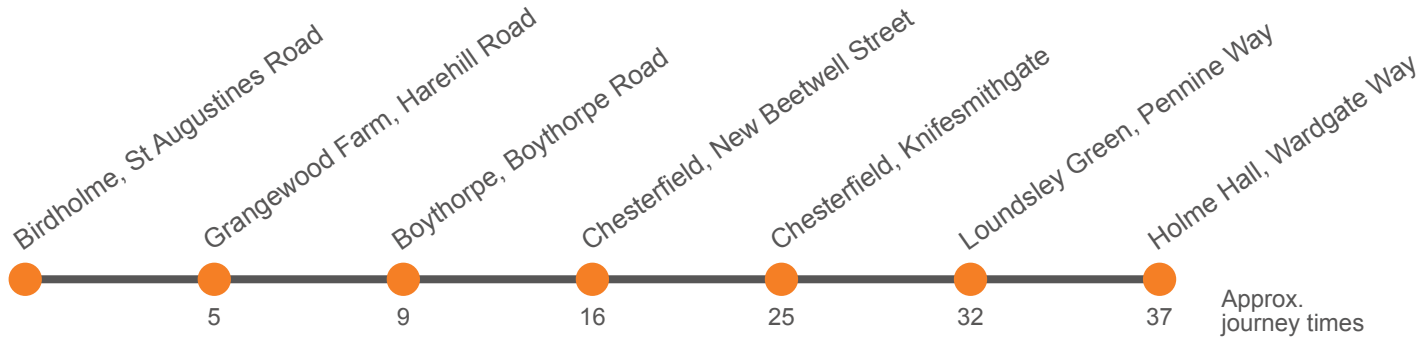 Birdholme, St Augustines Road
Grangewood Farm, Harehill Road
Boythorpe, Boythorpe Road
Chesterfield, New Beetwell Street
Chesterfield, Knifesmithgate
Loundsley Green, Pennine Way
Holme Hall, Wardgate Way
5
9
16
25
32
37
Approx.
journey times